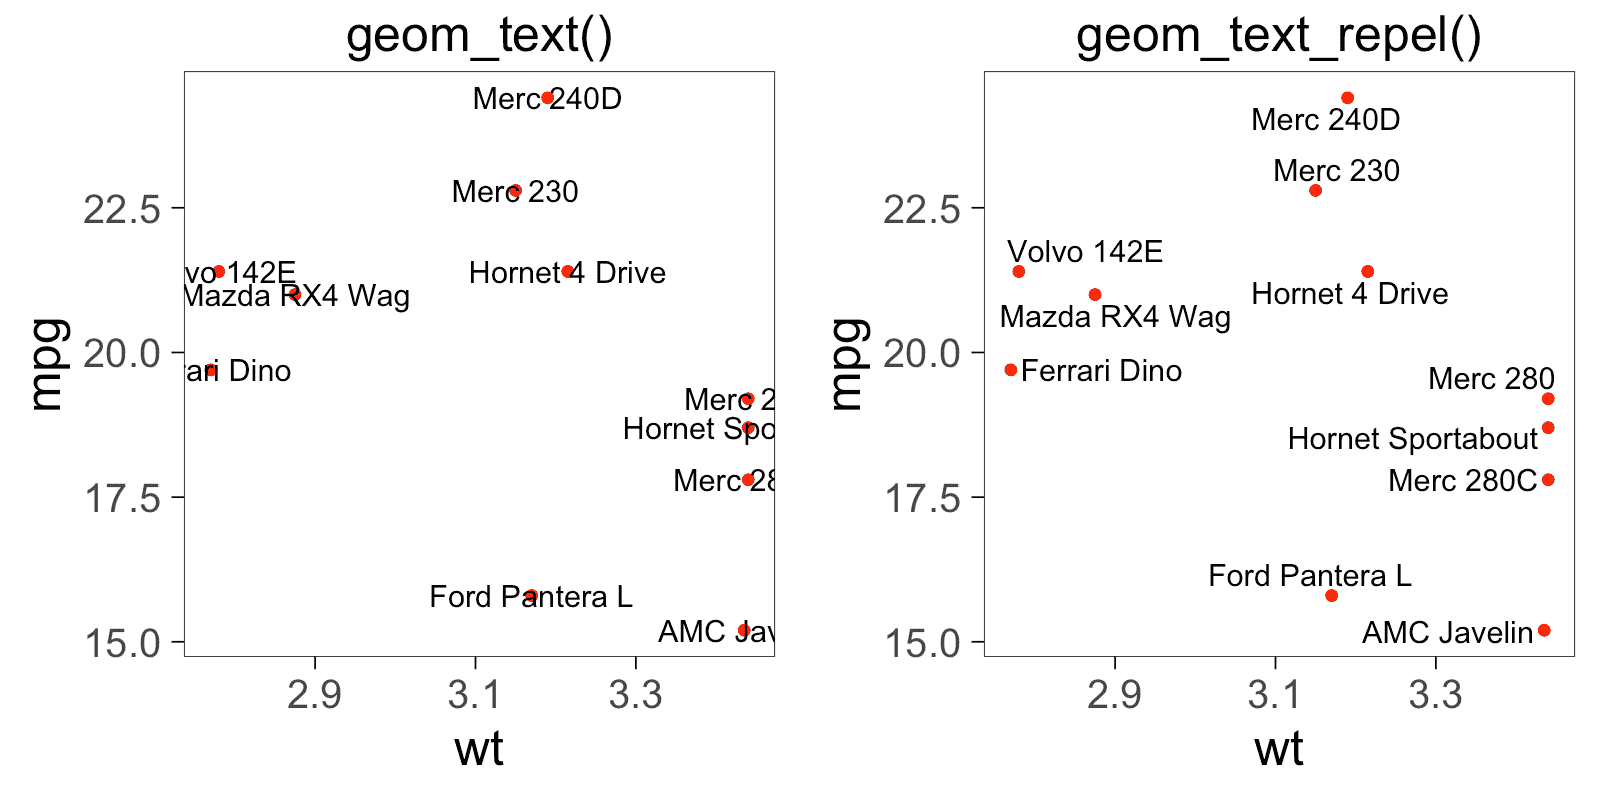 geom_text()
Merc 240D
Merc 230
22.5
vo 142E
Hornet 4 Drive
Mazda RX4 Wag
mpg
20.0
ari Dino
Merc 2
Hornet Spo
17.5
Merc 28
Ford Pantera L
AMC Jav
15.0
2.9 3.1 3.3
wt
geom_text_repel()
Merc 240D
Merc 230
22.5
Volvo 142E
Hornet 4 Drive
Mazda RX4 Wag
mpg
20.0
Ferrari Dino
Merc 280
Hornet Sportabout
17.5
Merc 280C
Ford Pantera L
AMC Javelin
15.0
2.9 3.1 3.3
wt